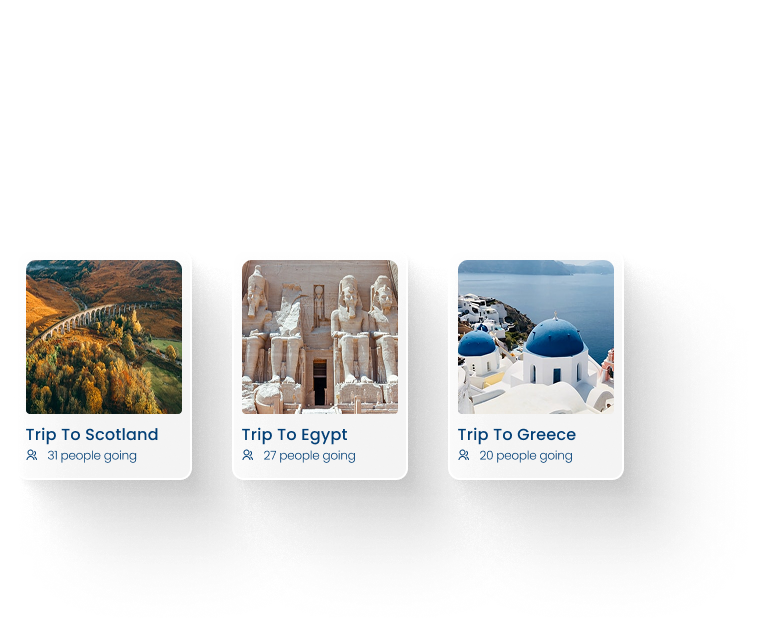 Trip To Scotland
31 people going
Trip To Egypt
27 people going
Trip To Greece
20 people going